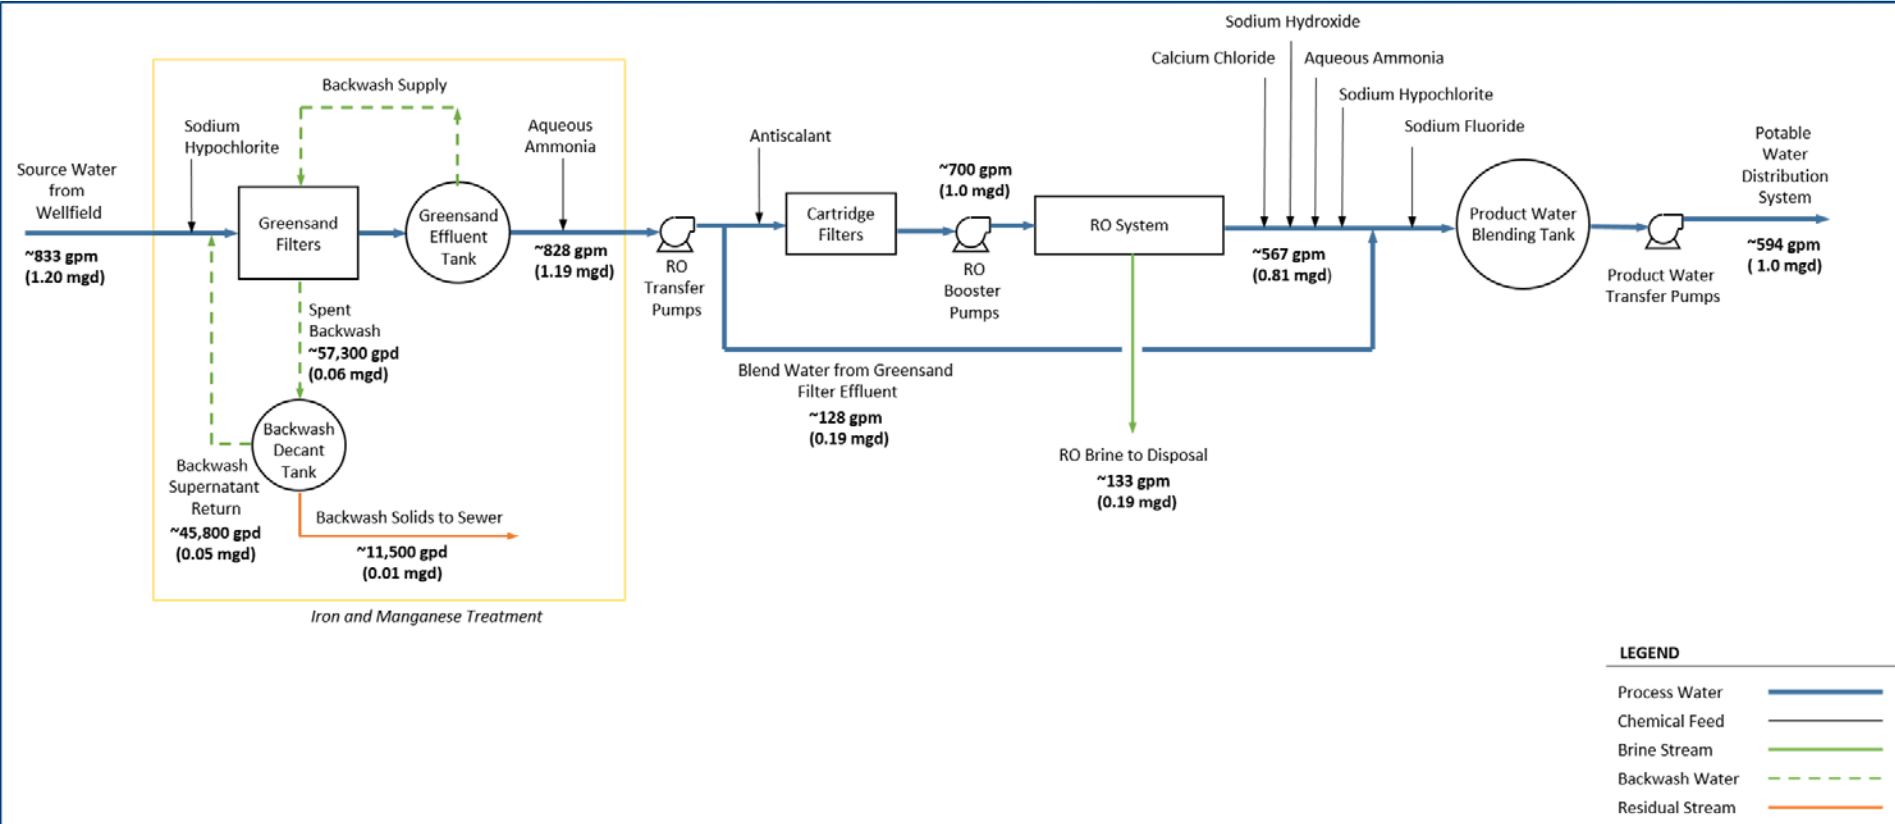 Sodium Hydroxide
Calcium Chloride
Aqueous Ammonia
Sodium Hypochlorite
Sodium Fluoride
Backwash Supply
Sodium
Hypochlorite
Aqueous
Ammonia
Antiscalant
Source Water
from
Wellfield
~833 gpm
(1.20 mgd)
Greensand
Filters
Greensand
Effluent
Tank
~828 gpm
(1.19 mgd)
RO
Transfer
Pumps
Cartridge
Filters
~700 gpm
(1.0 mgd)
RO
Booster
Pumps
RO System
~567 gpm
(0.81 mgd)
Product Water
Blending Tank
Product Water
Transfer Pumps
Potable
Water
Distribution
System
~594 gpm
( 1.0 mgd)
Spent
Backwash
~57,300 gpd
(0.06 mgd)
Backwash
Decant
Tank
Backwash
Supernatant
Return
~45,800 gpd
(0.05 mgd)
Backwash Solids to Sewer
~11,500 gpd
(0.01 mgd)
Iron and Manganese Treatment
Blend Water from Greensand
Filter Effluent
~128 gpm
(0.19 mgd)
RO Brine to Disposal
~133 gpm
(0.19 mgd)
LEGEND
Process Water
Chemical Feed
Brine Stream
Backwash Water
Residual Stream